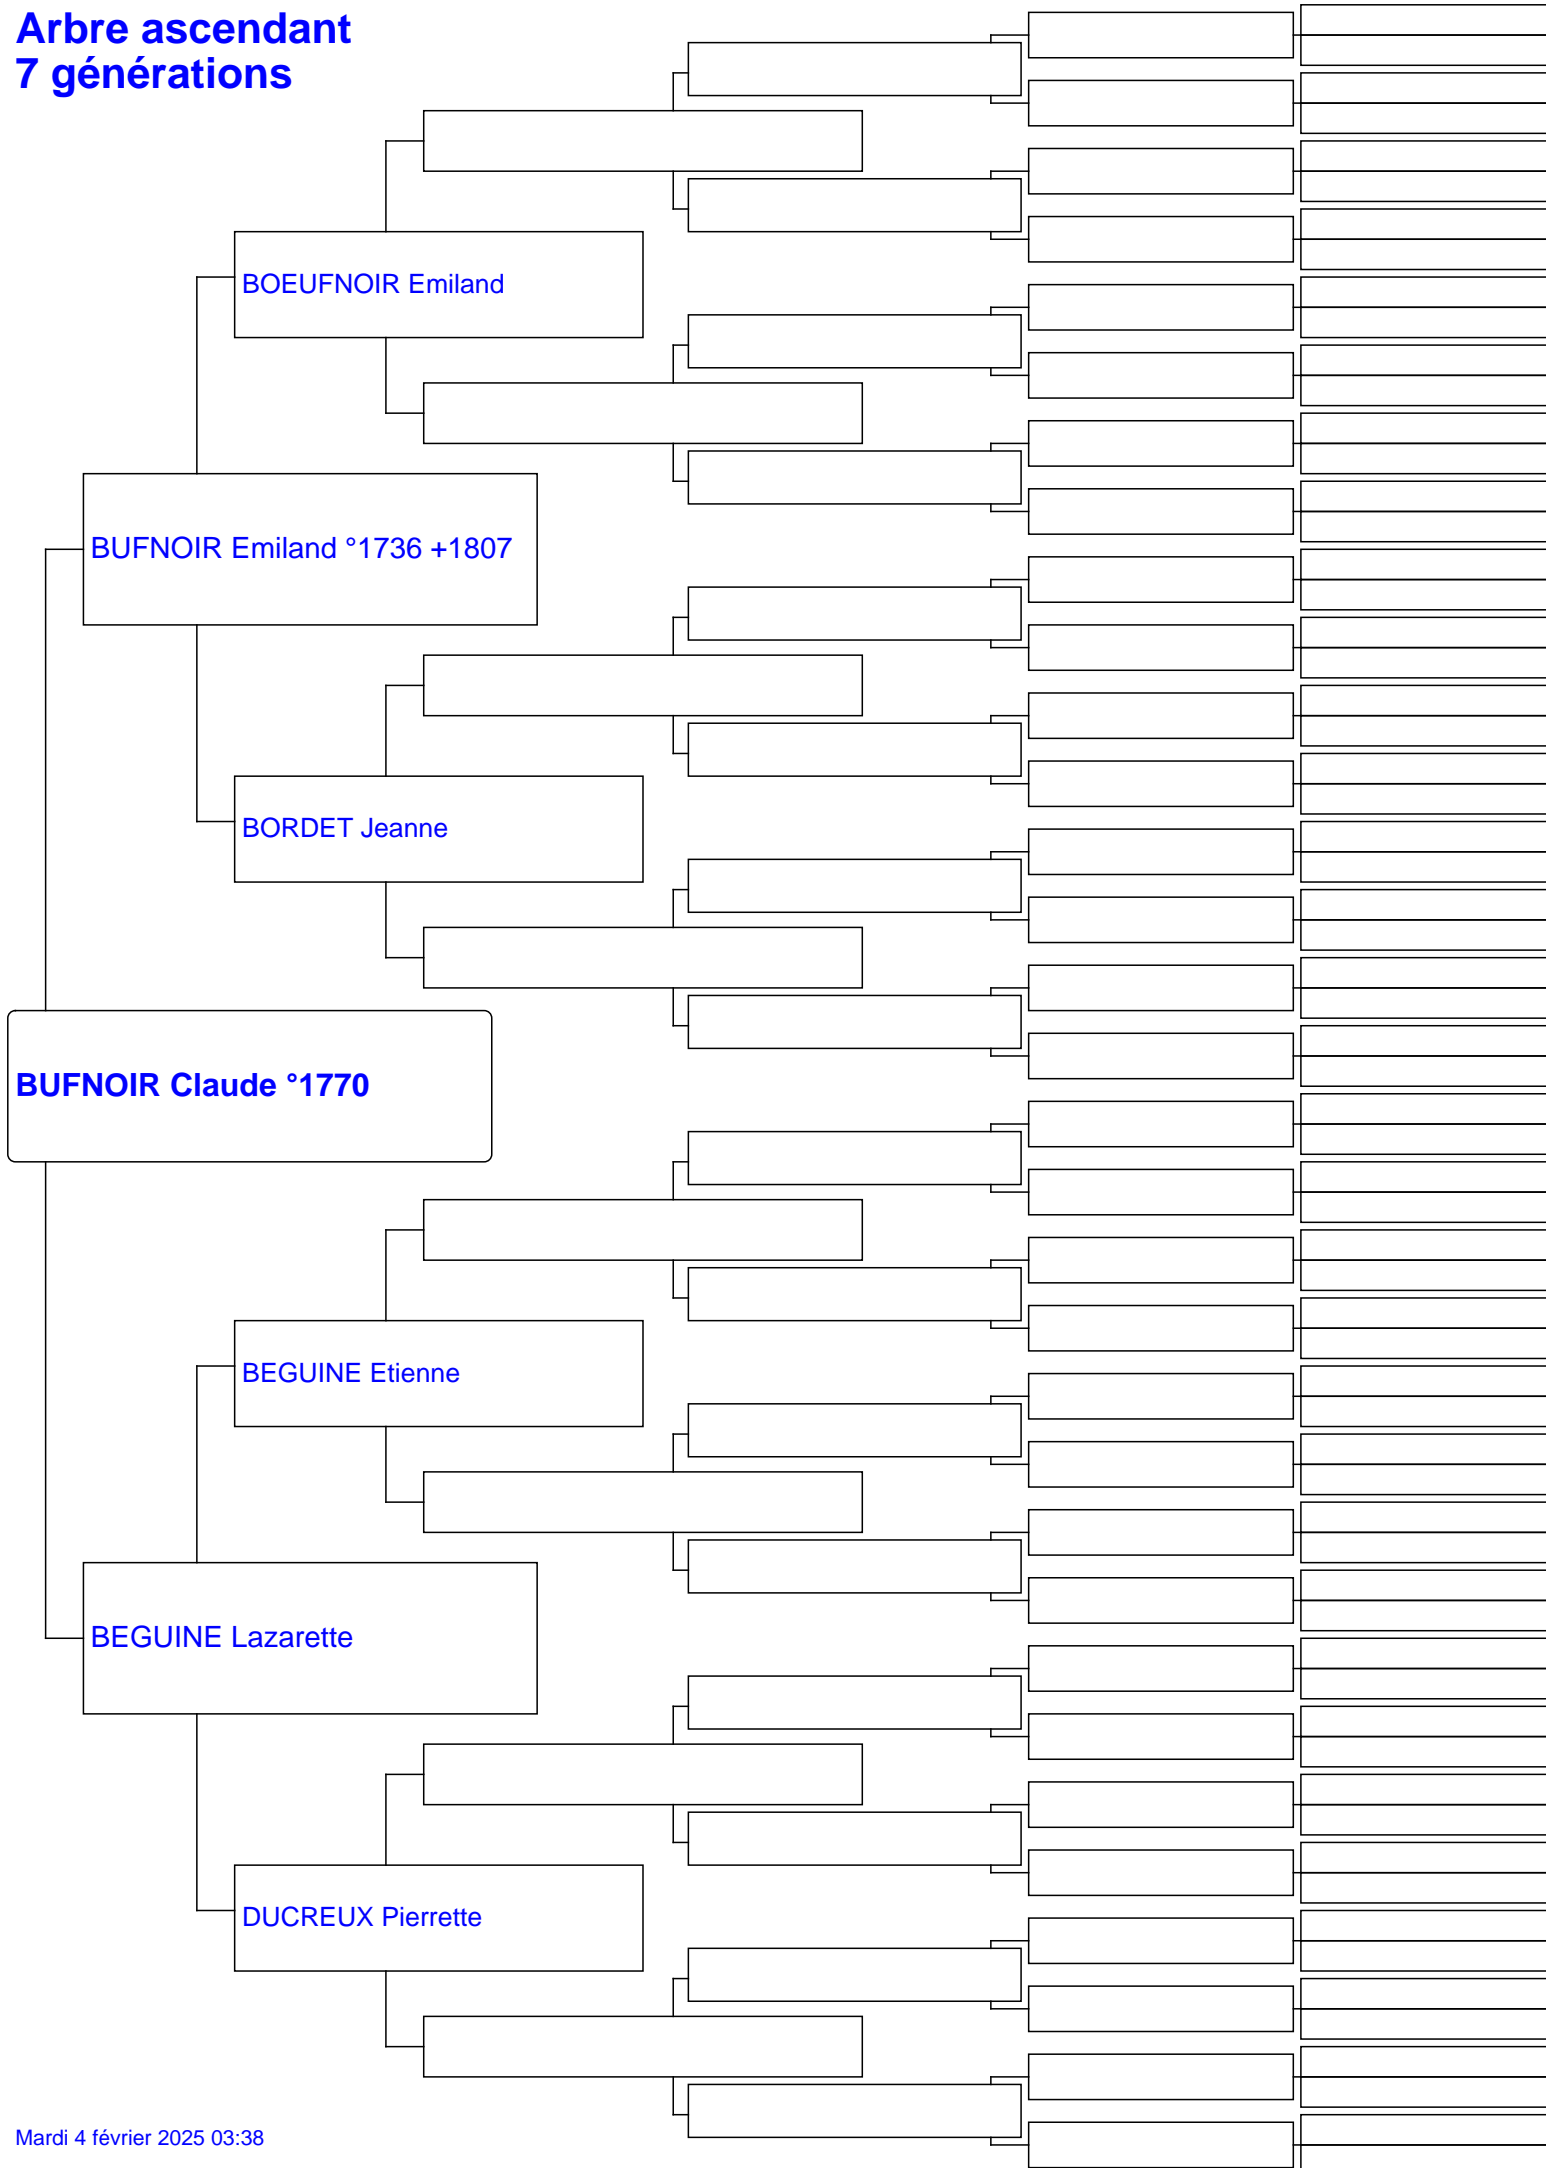 Arbre ascendant
7 générations
BOEUFNOIR Emiland
BUFNOIR Emiland °1736 +1807
BORDET Jeanne
BUFNOIR Claude °1770
BEGUINE Etienne
BEGUINE Lazarette
DUCREUX Pierrette
Mardi 4 février 2025 03:38